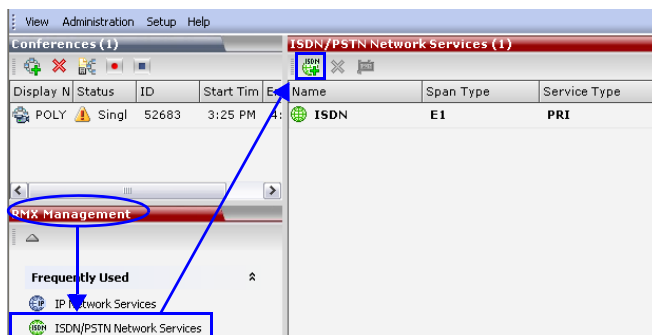 View Administration Setup Help
Conferences (1)
ISDN/PSTN Network Services (1)
ISDN
Display N Status ID Start Tim
Name Span Type Service Type
POLY Singl 52683 3:25 PM 4:
ISDN E1 PRI
RMX Management
Frequently Used
IP Network Services
ISDN/PSTN Network Services